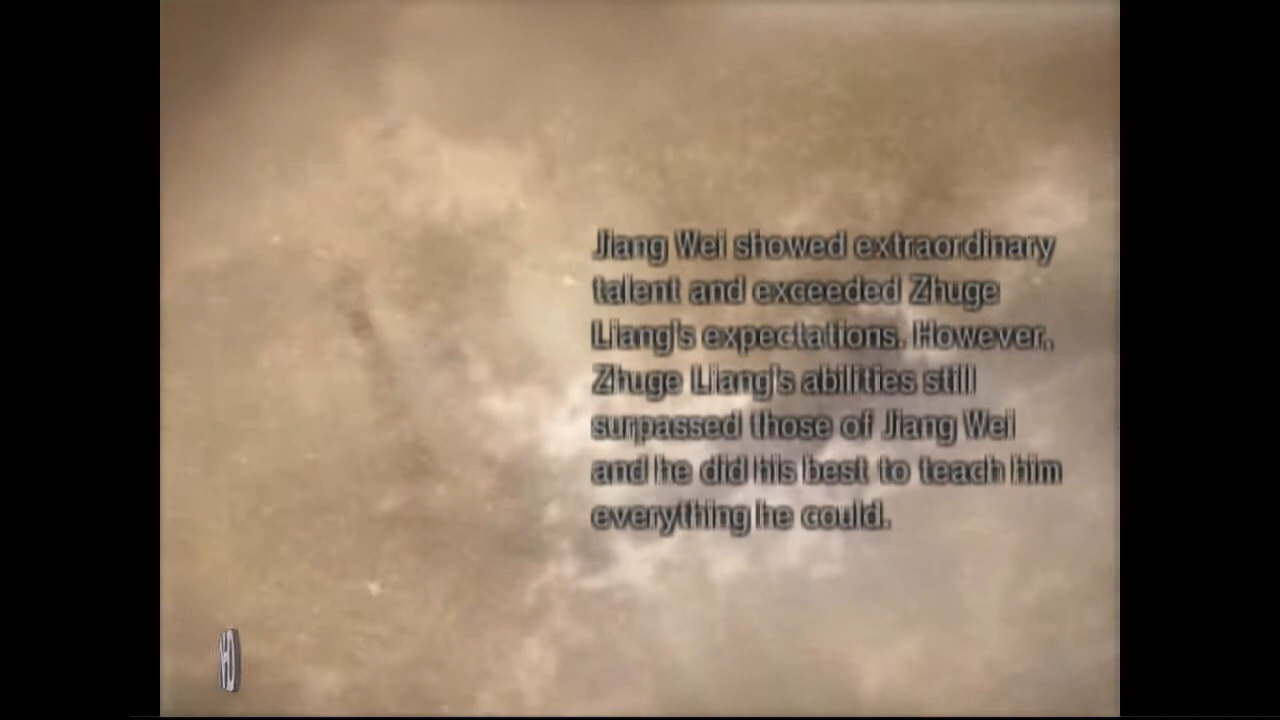 Jiang Wei showed extraordinary
talent and exceeded Zhuge
Liang's expectations. However,
Zhuge Liang's abilities still
surpassed those of Jiang Wei
and he did his best to teach him
everything he could.